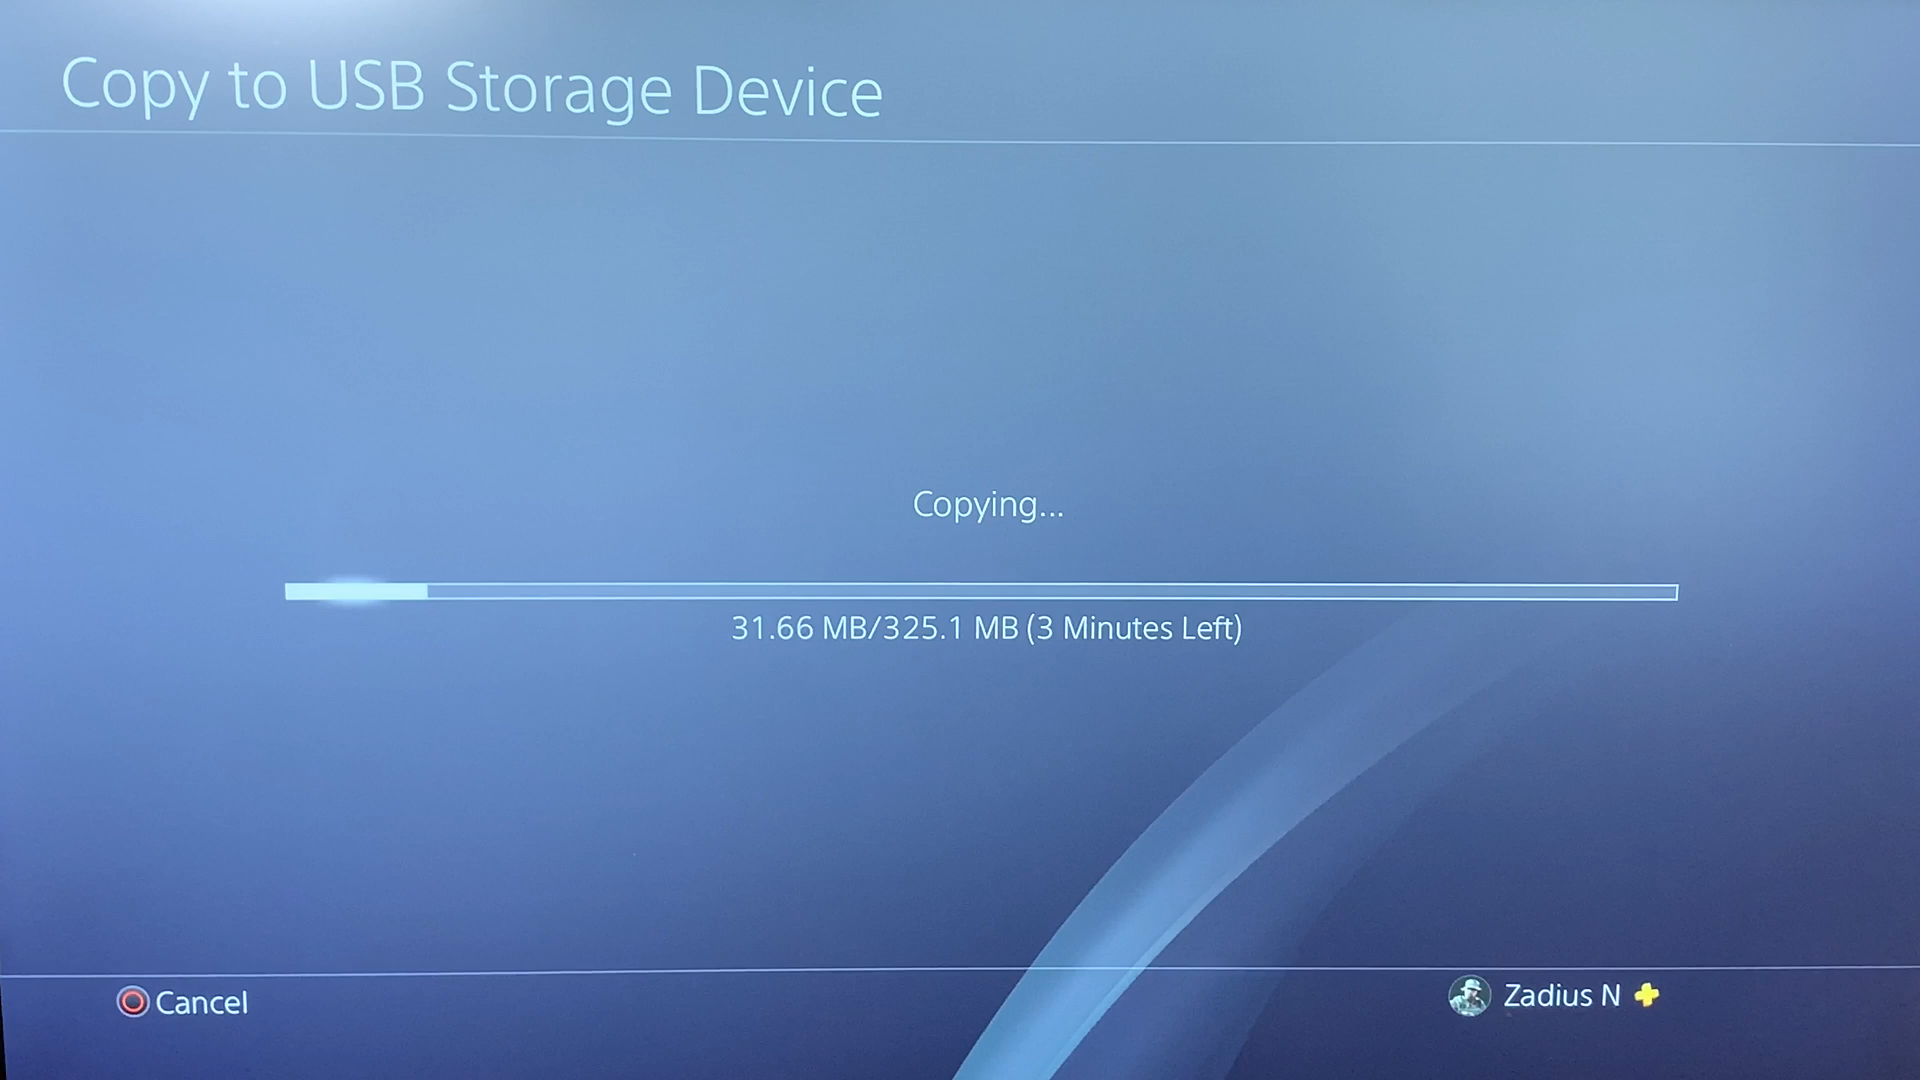 Copy to USB Storage Device
Copying...
31.66 MB/325.1 MB (3 Minutes Left)
Cancel
Zadius N